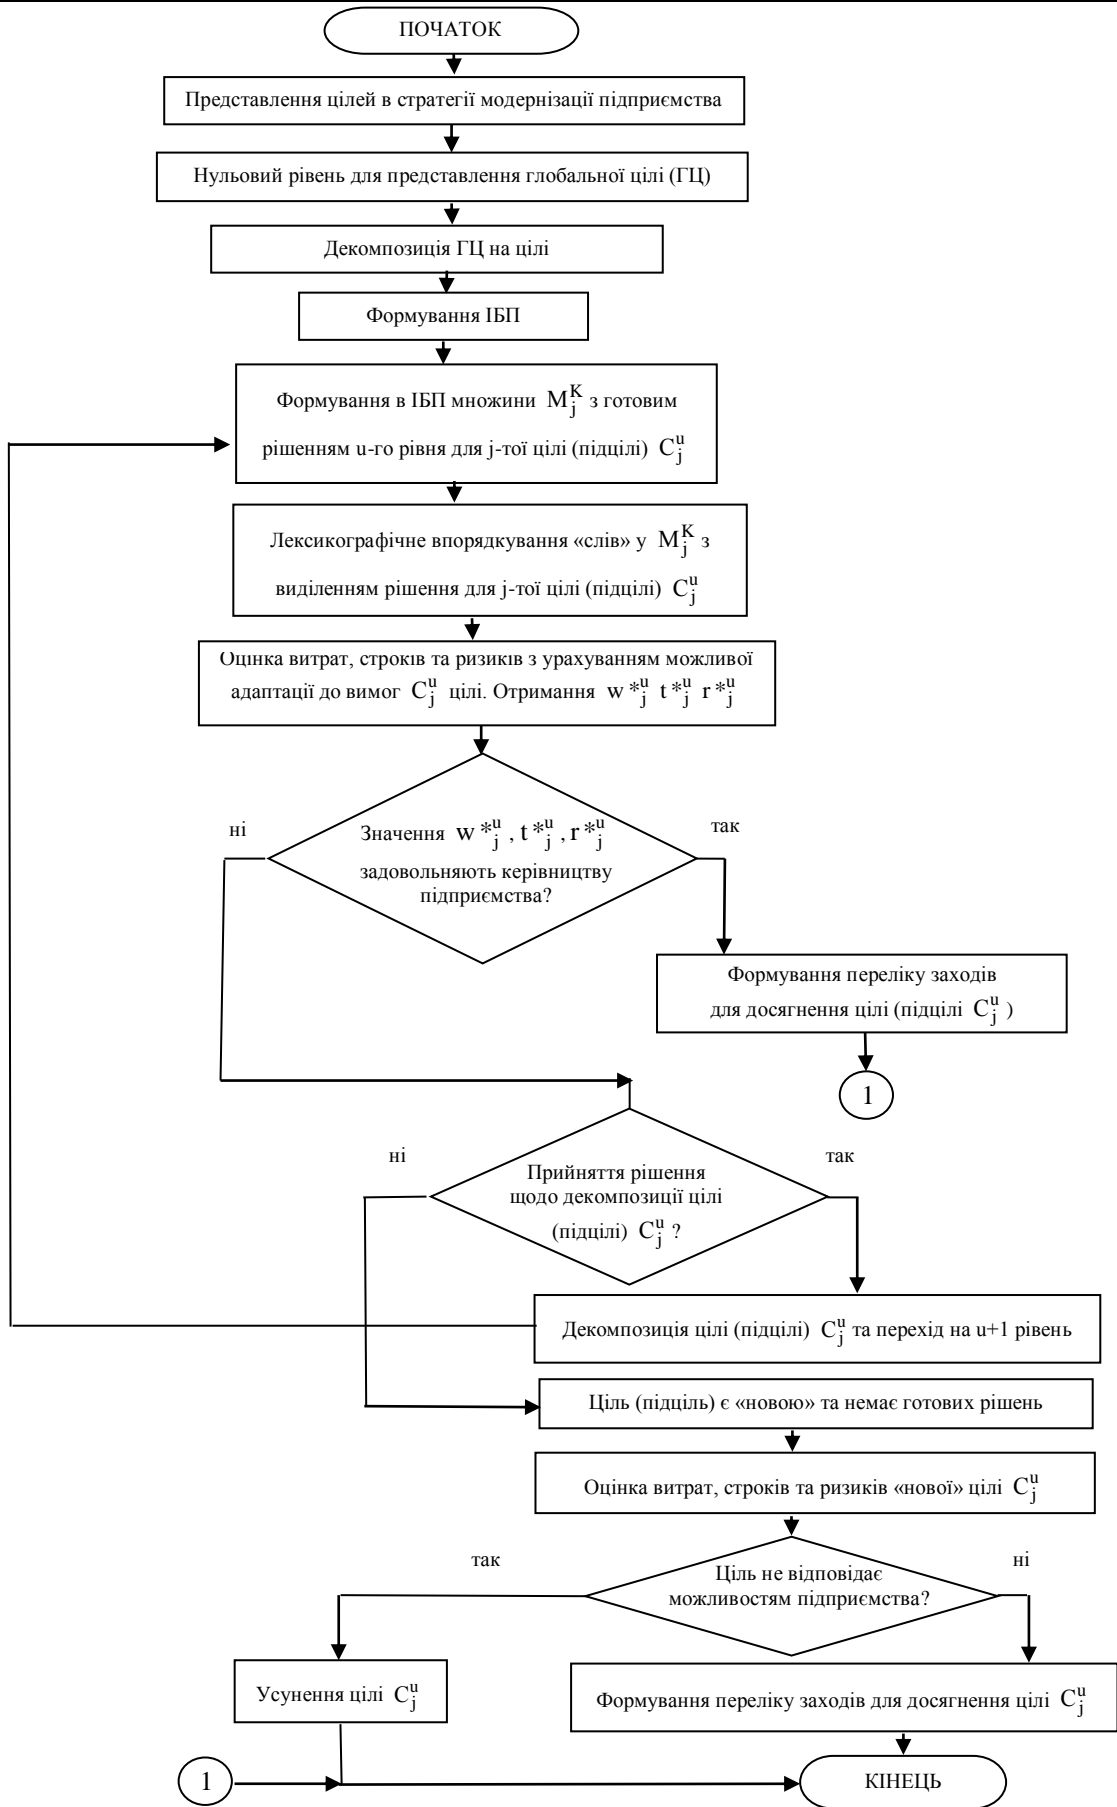 ПОЧАТОК
Представлення цілей в стратегії модернізації підприємства
Нульовий рівень для представлення глобальної цілі (ГЦ)
Декомпозиція ГЦ на цілі
Формування ІБП
Формування в ІБП множини M_j^K з готовим
рішенням u-го рівня для j-тої цілі (підцілі) C_j^u
Лексикографічне впорядкування «слів» у M_j^K з
виділенням рішення для j-тої цілі (підцілі) C_j^u
Оцінка витрат, строків та ризиків з урахуванням можливої
адаптації до вимог C_j^u цілі. Отримання w*_j^u t*_j^u r*_j^u
ні
так
Значення w*_j^u , t*_j^u , r*_j^u
задовольняють керівництву
підприємства?
Формування переліку заходів
для досягнення цілі (підцілі C_j^u )
1
ні
так
Прийняття рішення
щодо декомпозиції цілі
(підцілі) C_j^u ?
Декомпозиція цілі (підцілі) C_j^u та перехід на u+1 рівень
Ціль (підціль) є «новою» та немає готових рішень
Оцінка витрат, строків та ризиків «нової» цілі C_j^u
так
ні
Ціль не відповідає
можливостям підприємства?
Усунення цілі C_j^u
Формування переліку заходів для досягнення цілі C_j^u
1
КІНЕЦЬ